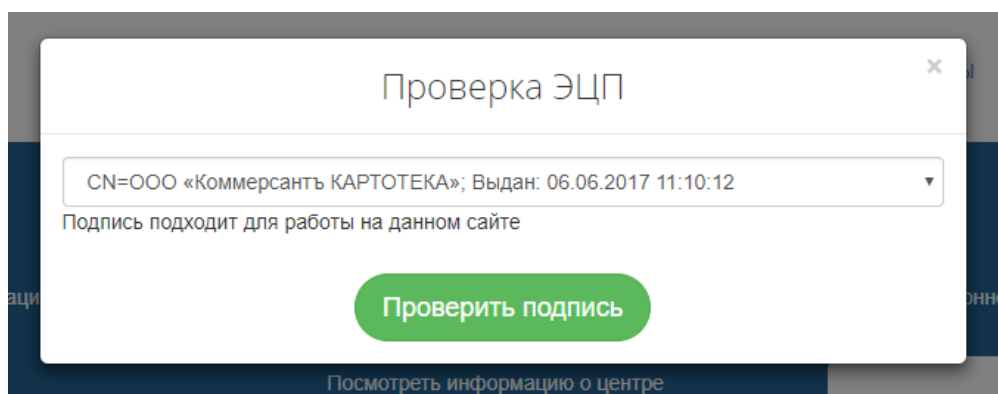 Проверка ЭЦП
×
CN=ООО «Коммерсантъ КАРТОТЕКА»; Выдан: 06.06.2017 11:10:12
Подпись подходит для работы на данном сайте
Проверить подпись
Посмотреть информацию о центре